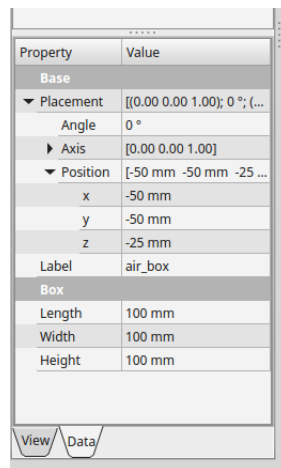 Property Value
Base
Placement [(0.00 0.00 1.00); 0 °; (...
Angle 0 °
Axis [0.00 0.00 1.00]
Position [-50 mm -50 mm -25 ...
x -50 mm
y -50 mm
z -25 mm
Label air_box
Box
Length 100 mm
Width 100 mm
Height 100 mm
View Data